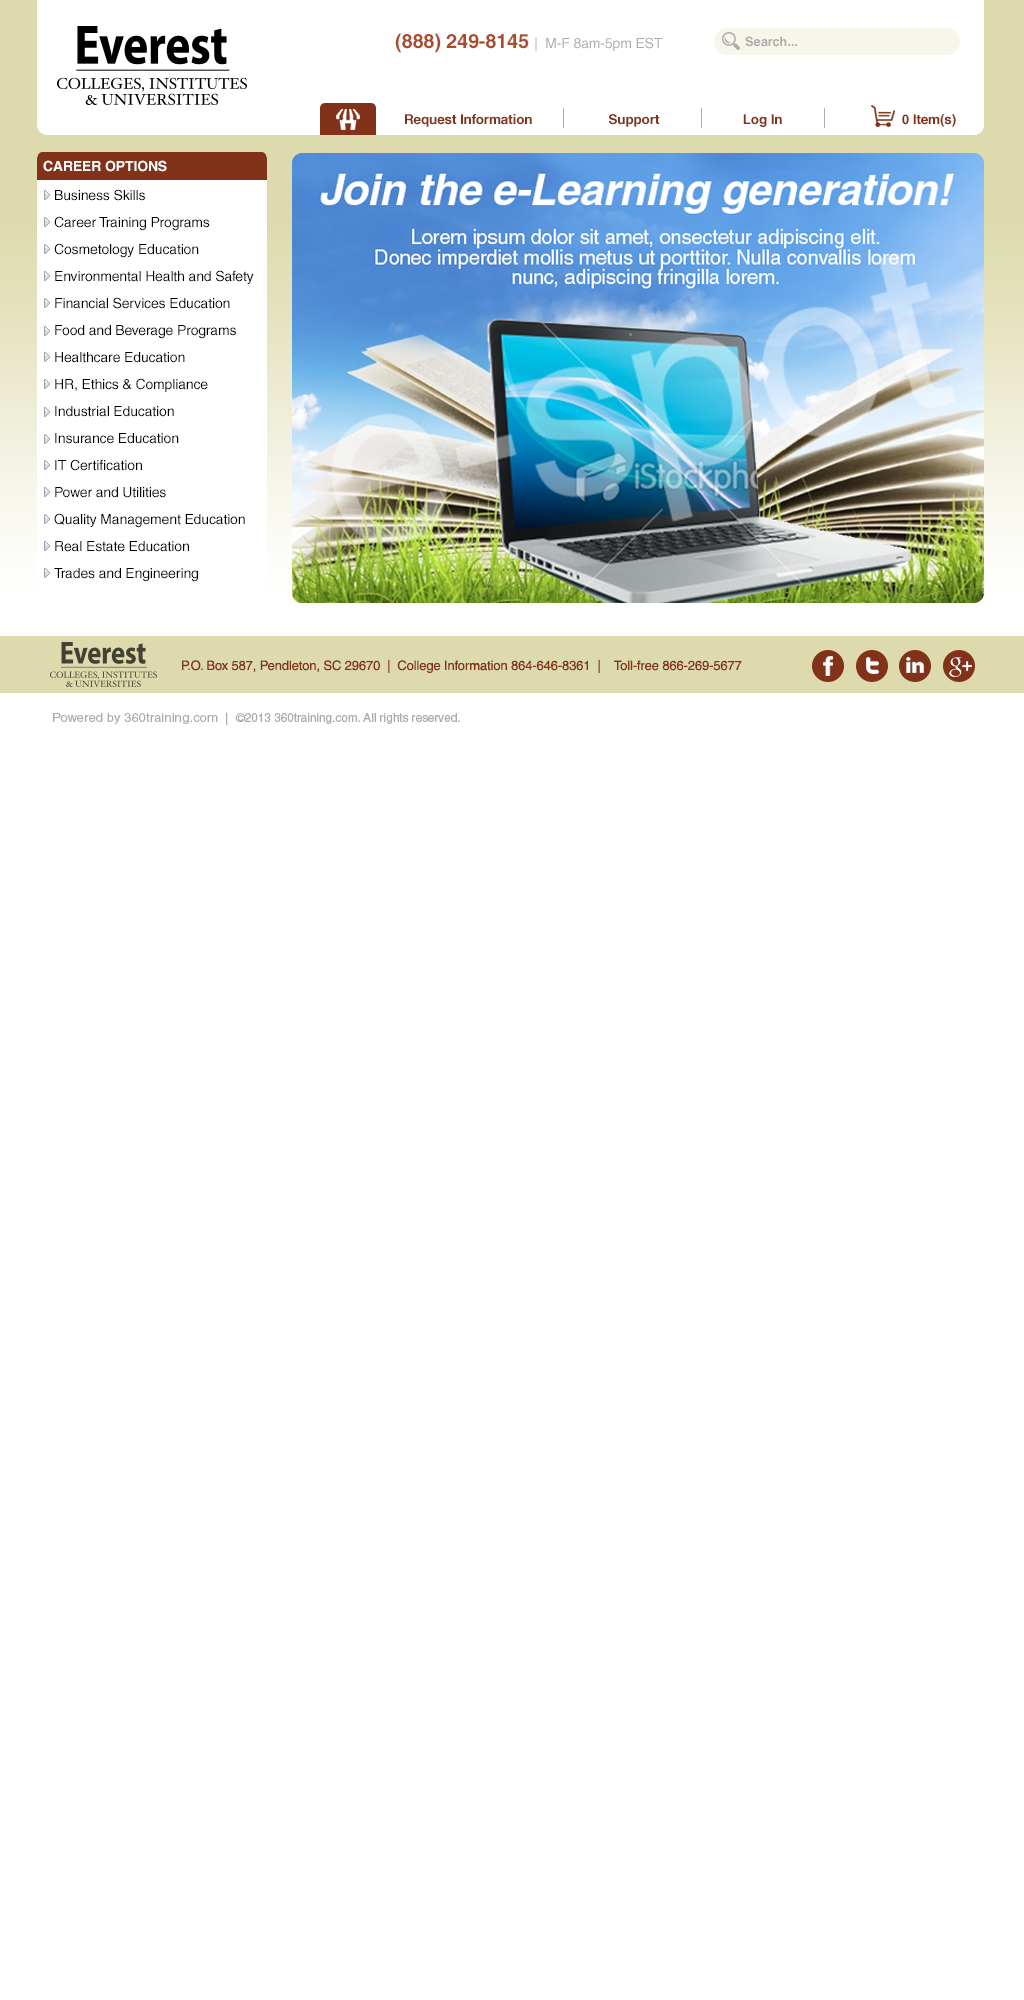 Everest
COLLEGES, INSTITUTES
& UNIVERSITIES
(888) 249-8145 | M-F 8am-5pm EST
Search...
Request Information
Support
Log In
0 Item(s)
CAREER OPTIONS
Business Skills
Career Training Programs
Cosmetology Education
Environmental Health and Safety
Financial Services Education
Food and Beverage Programs
Healthcare Education
HR, Ethics & Compliance
Industrial Education
Insurance Education
IT Certification
Power and Utilities
Quality Management Education
Real Estate Education
Trades and Engineering
Join the e-Learning generation!
Lorem ipsum dolor sit amet, onsectetur adipiscing elit.
Donec imperdiet mollis metus ut porttitor. Nulla convallis lorem
nunc, adipiscing fringilla lorem.
e-spot
iStockpho
Everest
COLLEGES, INSTITUTES
& UNIVERSITIES
P.O. Box 587, Pendleton, SC 29670 | College Information 864-646-8361 | Toll-free 866-269-5677
f
t
in
g+
Powered by 360training.com | ©2013 360training.com. All rights reserved.